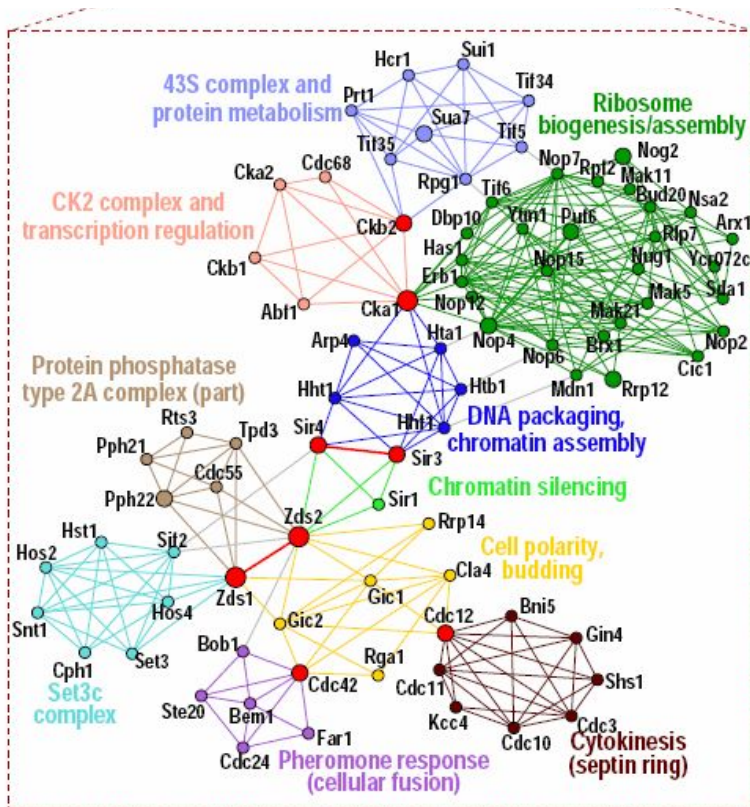 Hcr1
Sui1
43S complex and
protein metabolism
Tif34
Prt1
Sua7
Tif35
Tif5
Ribosome
biogenesis/assembly
Nog2
Nop7
Rpf2
Mak11
Bud20
Nsa2
Arx1
Cka2
Cdc68
Rpg1
Tif6
CK2 complex and
transcription regulation
Ckb2
Dbp10
Ytm1
Puf6
Rlp7
Has1
Nop15
Nug1
Ycr072c
Ckb1
Erb1
Sda1
Abf1
Cka1
Nop12
Mak5
Mak21
Arp4
Hta1
Nop4
Nop6
Brx1
Nop2
Cic1
Mdn1
Rrp12
Protein phosphatase
type 2A complex (part)
Hht1
Htb1
Hhf1
DNA packaging,
chromatin assembly
Rts3
Tpd3
Sir4
Sir3
Pph21
Cdc55
Chromatin silencing
Pph22
Sir1
Zds2
Rrp14
Hst1
Sif2
Cell polarity,
budding
Hos2
Cla4
Zds1
Gic1
Snt1
Hos4
Gic2
Cdc12
Bni5
Cph1
Set3
Bob1
Rga1
Gin4
Set3c
complex
Cdc42
Cdc11
Shs1
Ste20
Bem1
Kcc4
Cdc3
Far1
Cdc10
Cdc24
Pheromone response
(cellular fusion)
Cytokinesis
(septin ring)